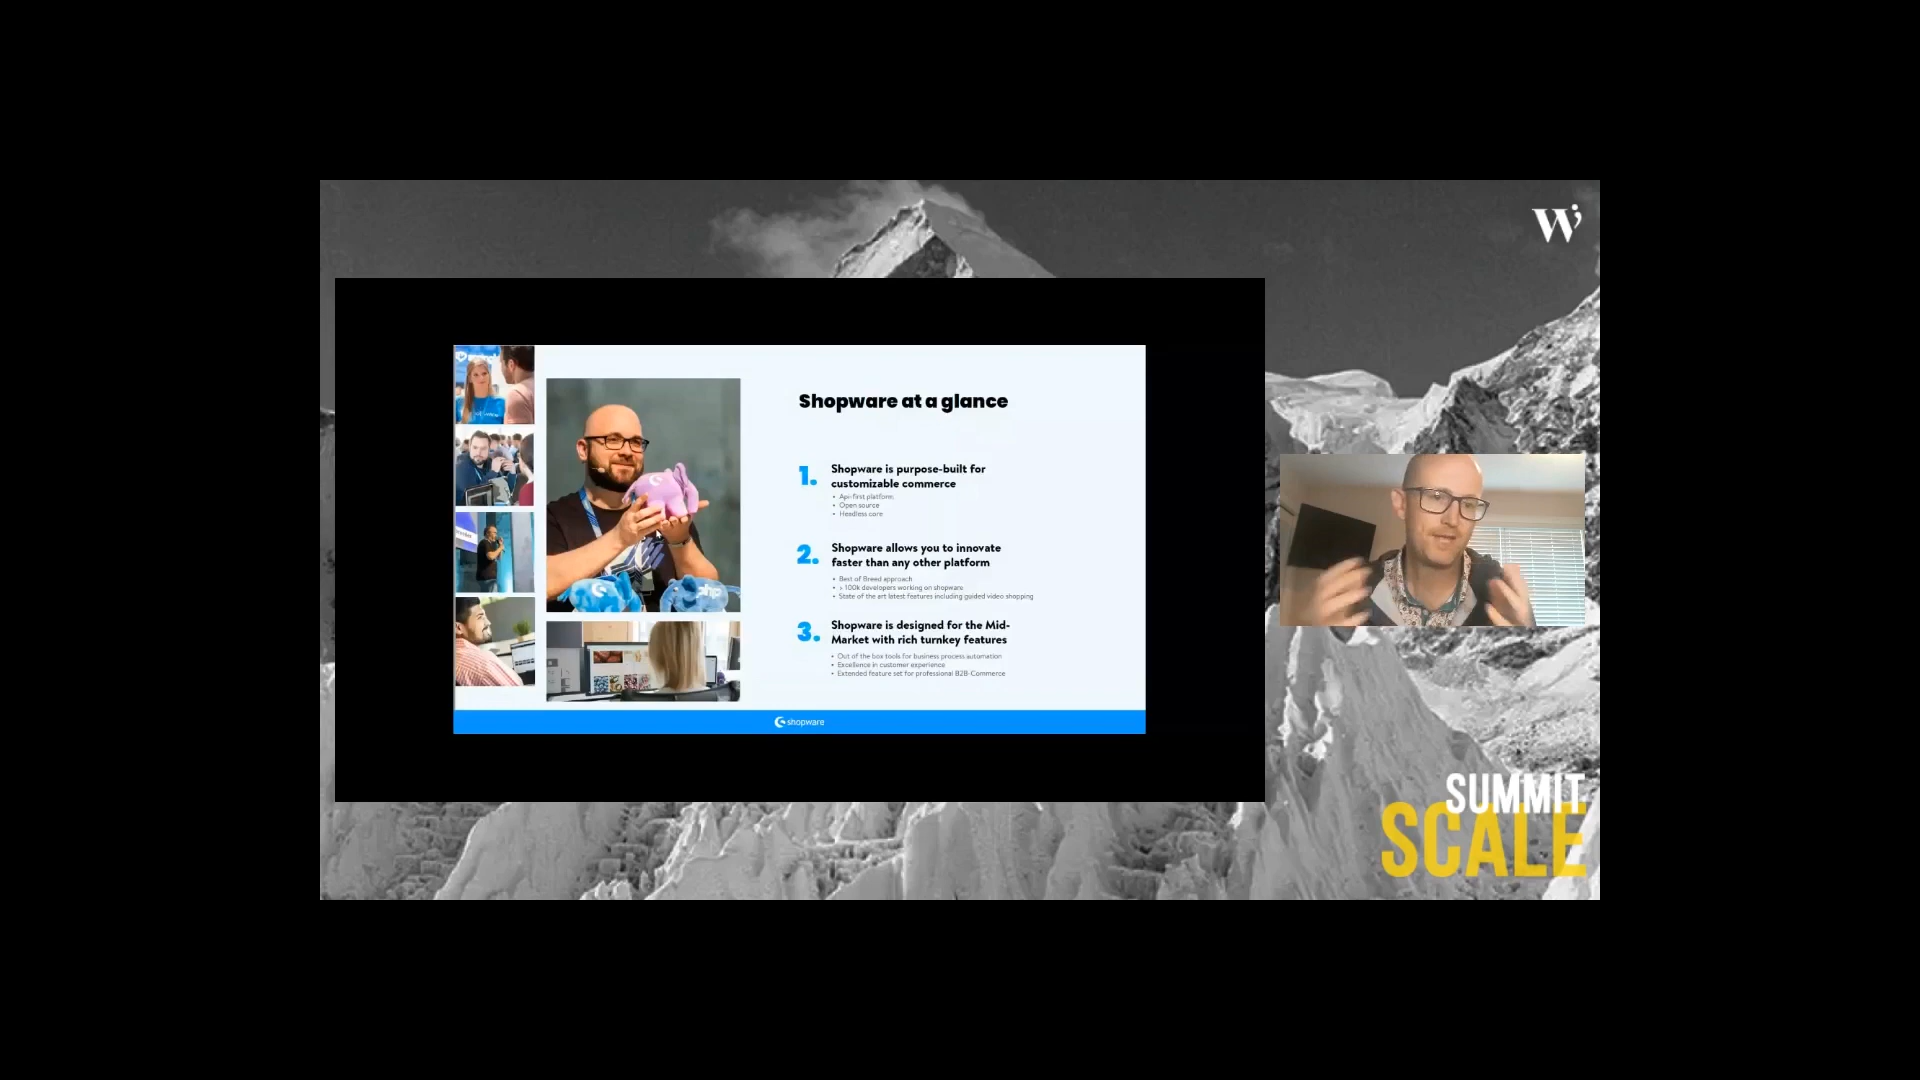 W
Shopware at a glance
1. Shopware is purpose-built for
customizable commerce
• Api-first platform
• Open source
• Headless core
2. Shopware allows you to innovate
faster than any other platform
• Best of Breed approach
• > 100k developers working on shopware
• State of the art latest features including guided video shopping
3. Shopware is designed for the Mid-
Market with rich turnkey features
• Out of the box tools for business process automation
• Excellence in customer experience
• Extended feature set for professional B2B-Commerce
php
shopware
SUMMIT
SCALE